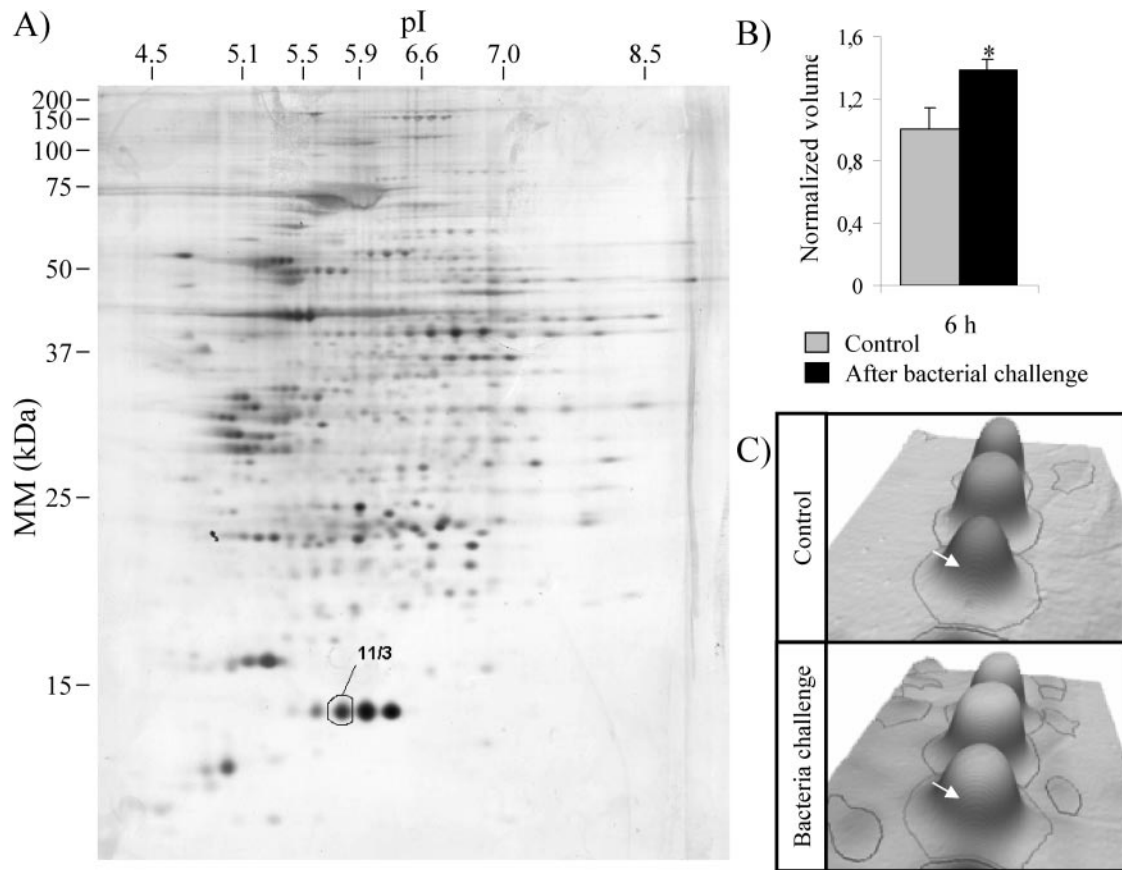 A)
pI
4.5 5.1 5.5 5.9 6.6 7.0 8.5
MM (kDa)
200
150
100
75
50
37
25
15
11/3
B)
Normalized volume
1,6
1,2
0,8
0,4
0
*
6 h
Control
After bacterial challenge
C)
Control
Bacteria challenge